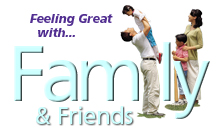 Feeling Great
with...
Family
& Friends